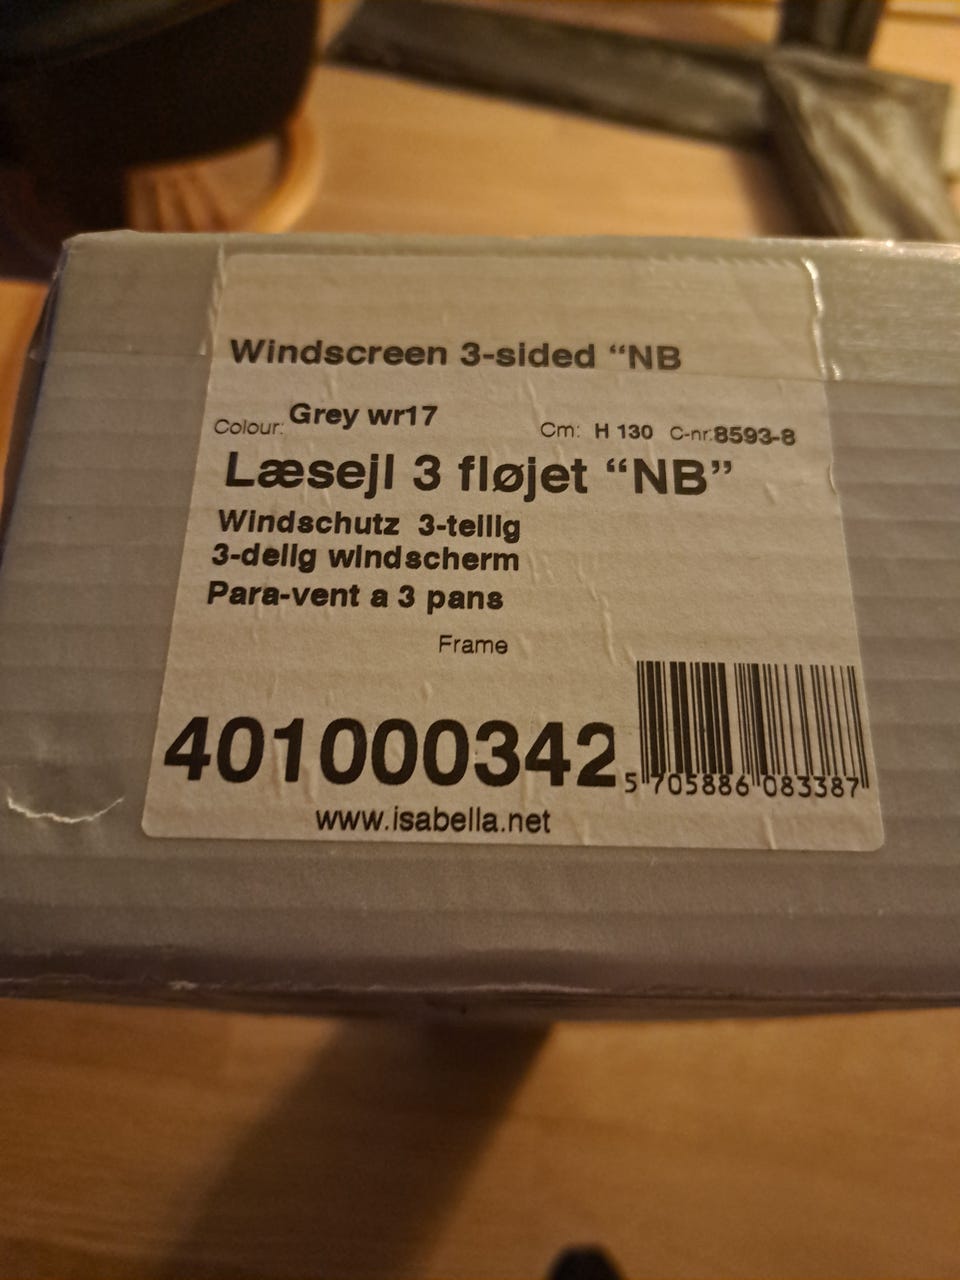 Windscreen 3-sided “NB
Colour: Grey wr17 Cm: H 130 C-nr:8593-8
Læsejl 3 fløjet “NB”
Windschutz 3-teilig
3-delig windscherm
Para-vent a 3 pans
Frame
401000342
5 705886 083387
www.isabella.net